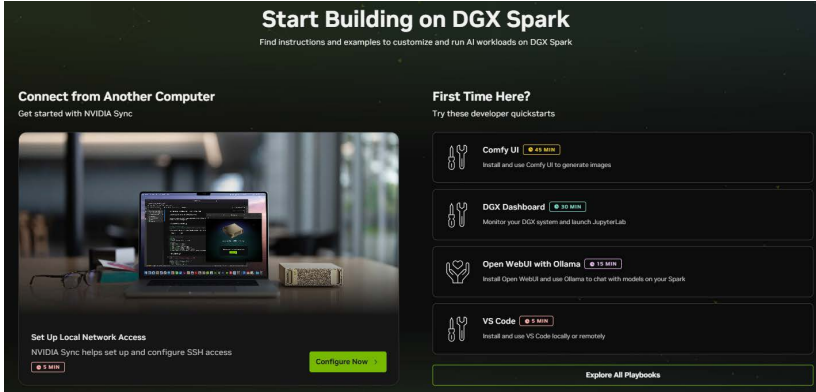 Start Building on DGX Spark
Find instructions and examples to customize and run AI workloads on DGX Spark
Connect from Another Computer
Get started with NVIDIA Sync
Set Up Local Network Access
NVIDIA Sync helps set up and configure SSH access
5 MIN
Configure Now >
First Time Here?
Try these developer quickstarts
Comfy UI 45 MIN
Install and use Comfy UI to generate images
DGX Dashboard 30 MIN
Monitor your DGX system and launch JupyterLab
Open WebUI with Ollama 15 MIN
Install Open WebUI and use Ollama to chat with models on your Spark
VS Code 5 MIN
Install and use VS Code locally or remotely
Explore All Playbooks